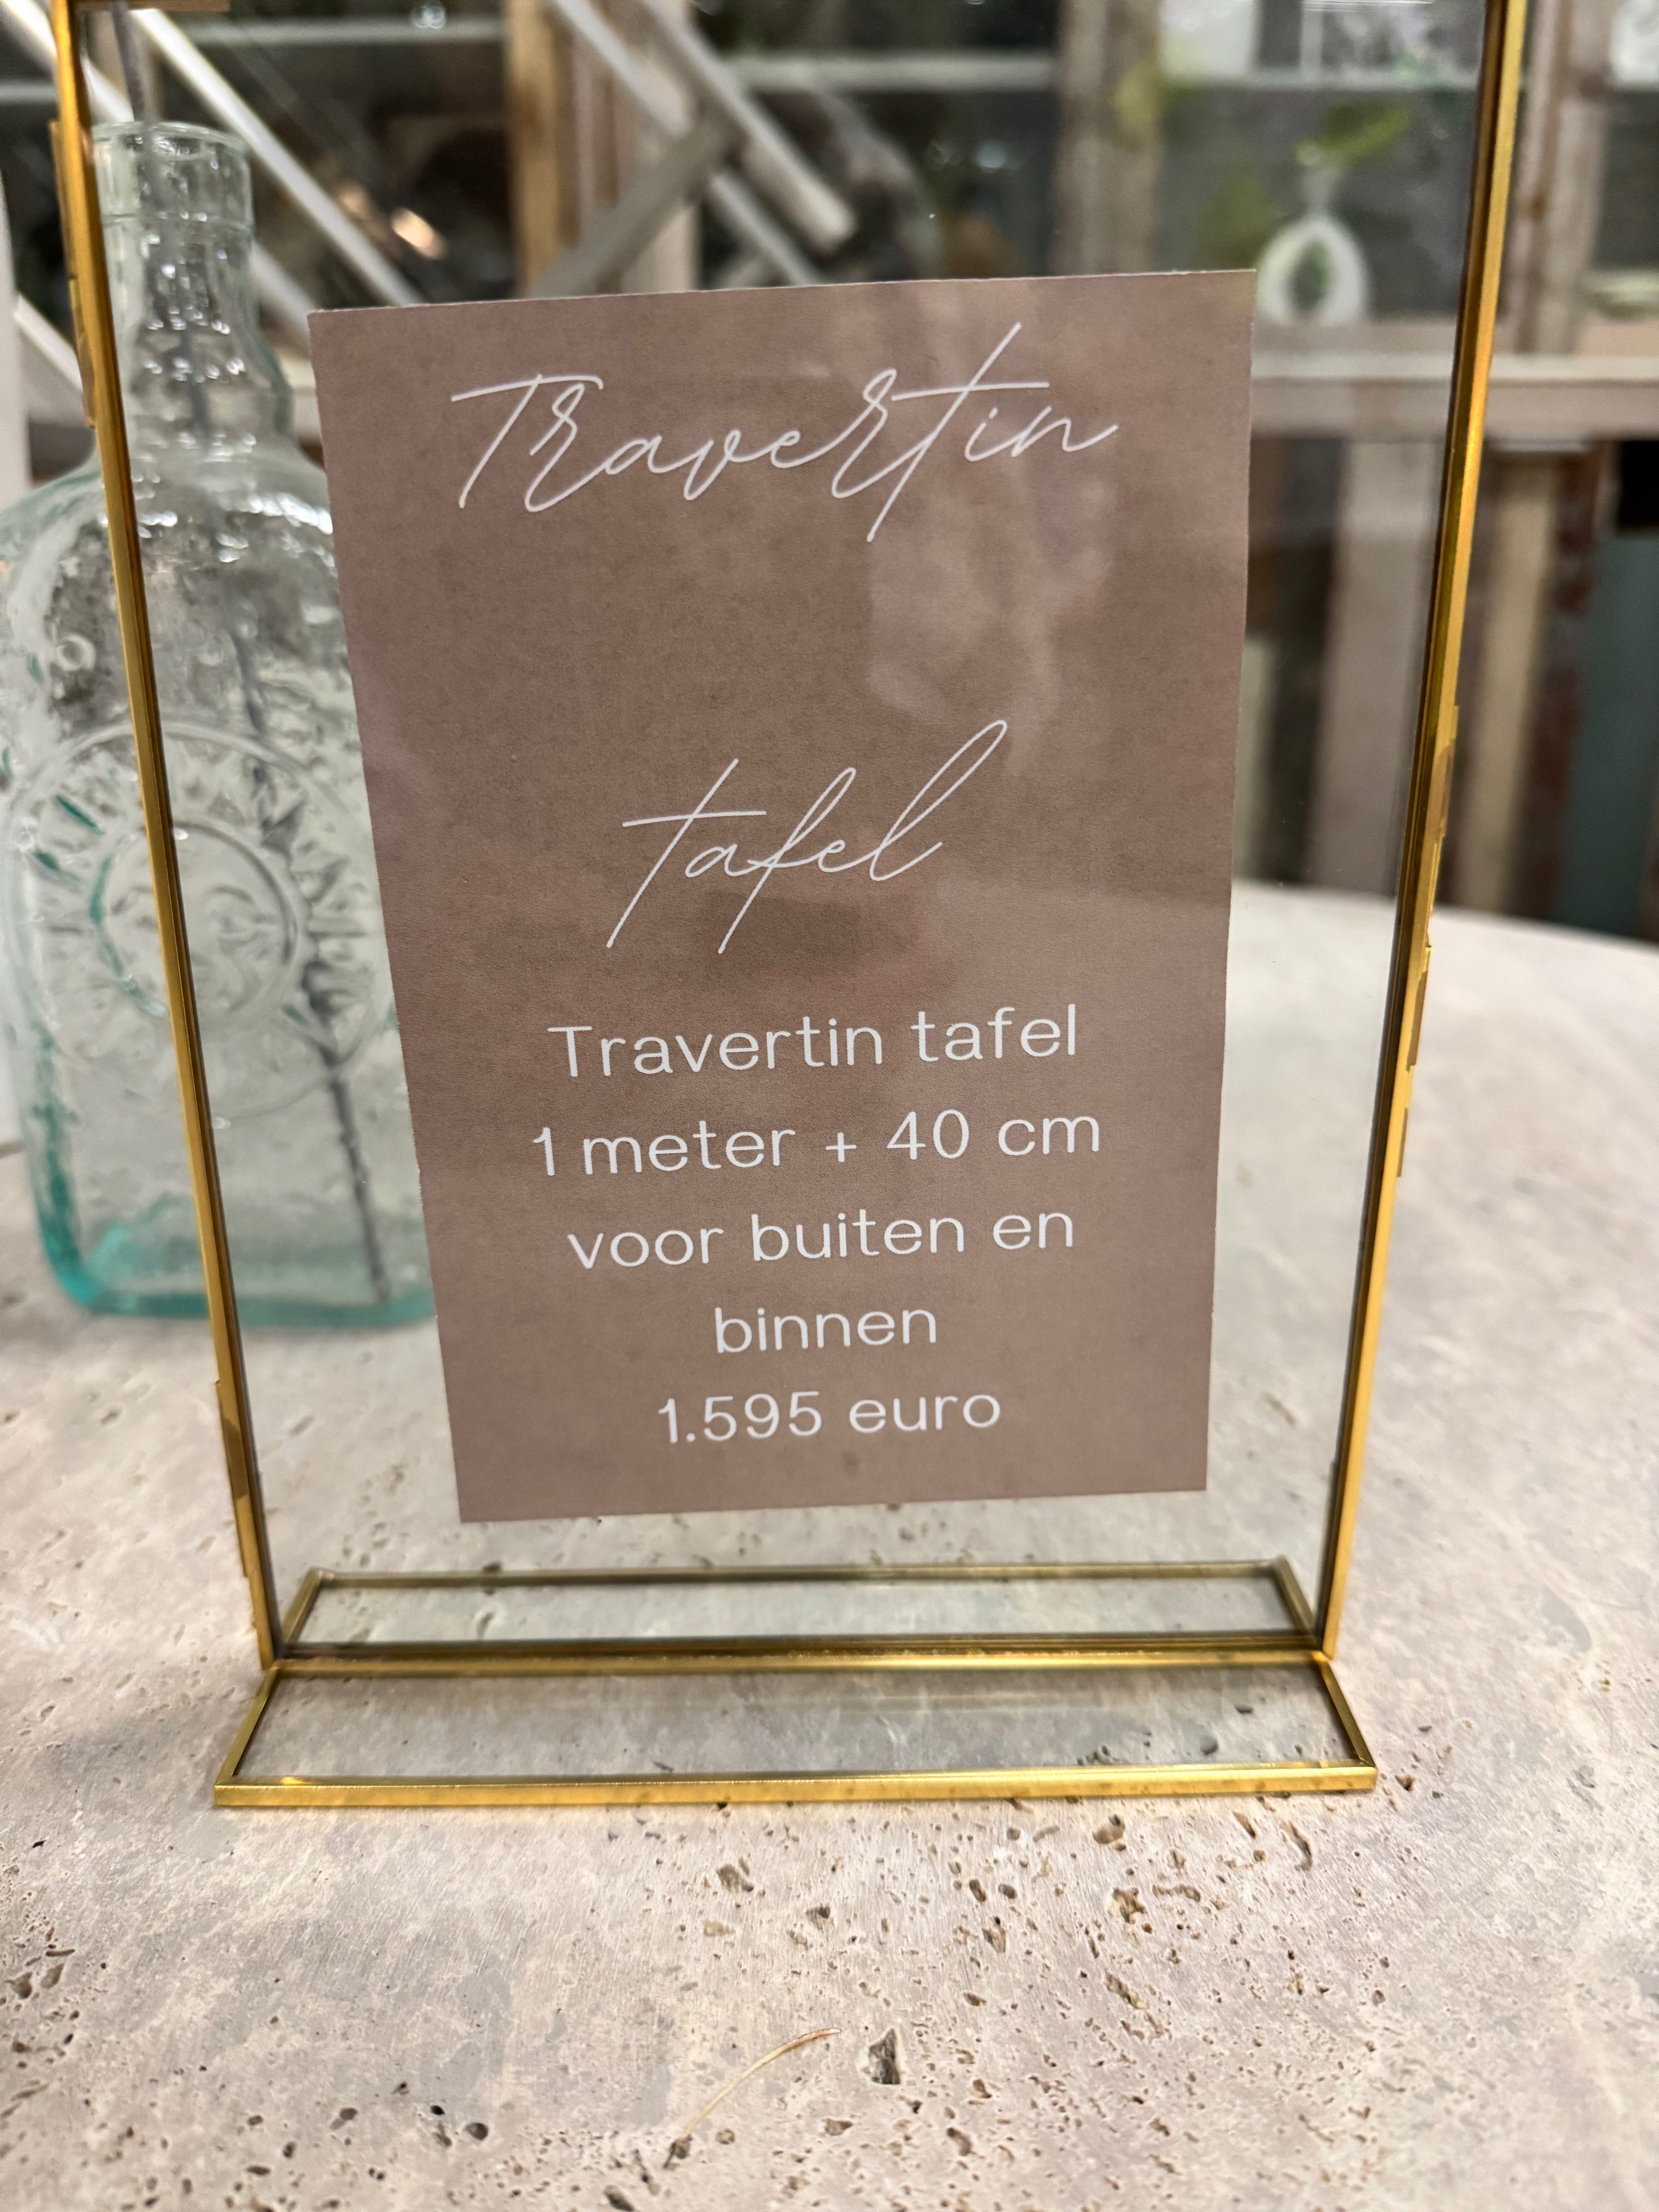 Travertin
tafel
Travertin tafel
1 meter + 40 cm
voor buiten en
binnen
1.595 euro